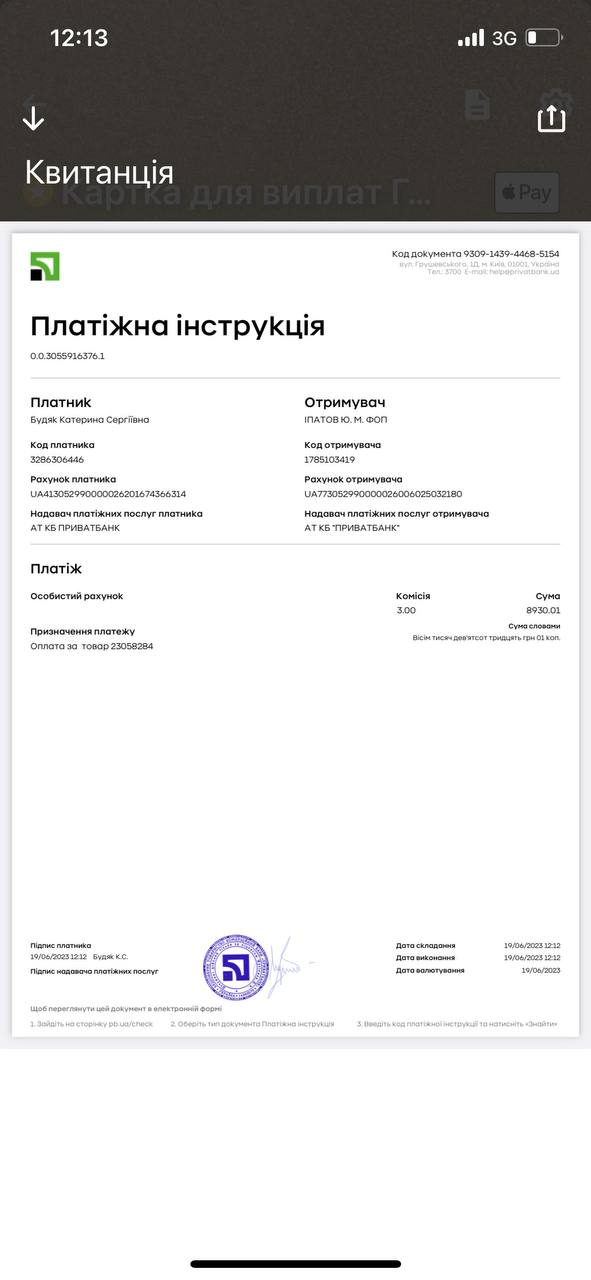 12:13
3G
Квитанція
Картка для виплат Г...
Pay
Код документа 9309-1439-4468-5154
вул. Грушевського, 1Д, м. Київ, 01001, Україна
Тел.: 3700 E-mail: help@privatbank.ua
Платіжна інструкція
0.0.3055916376.1
Платник
Будяк Катерина Сергіївна
Код платника
3286306446
Рахунок платника
UA413052990000026201674366314
Надавач платіжних послуг платника
АТ КБ ПРИВАТБАНК
Отримувач
ІПАТОВ Ю. М. ФОП
Код отримувача
1785103419
Рахунок отримувача
UA773052990000026006025032180
Надавач платіжних послуг отримувача
АТ КБ "ПРИВАТБАНК"
Платіж
Особистий рахунок
Комісія
Сума
3.00
8930.01
Сума словами
Вісім тисяч дев'ятсот тридцять грн 01 коп.
Призначення платежу
Оплата за товар 23058284
Підпис платника
19/06/2023 12:12 Будяк К.С.
Підпис надавача платіжних послуг
Дата складання 19/06/2023 12:12
Дата виконання 19/06/2023 12:12
Дата валютування 19/06/2023
Щоб переглянути цей документ в електронній формі
1. Зайдіть на сторінку pb.ua/check 2. Оберіть тип документа Платіжна інструкція 3. Введіть код платіжної інструкції та натисніть «Знайти»